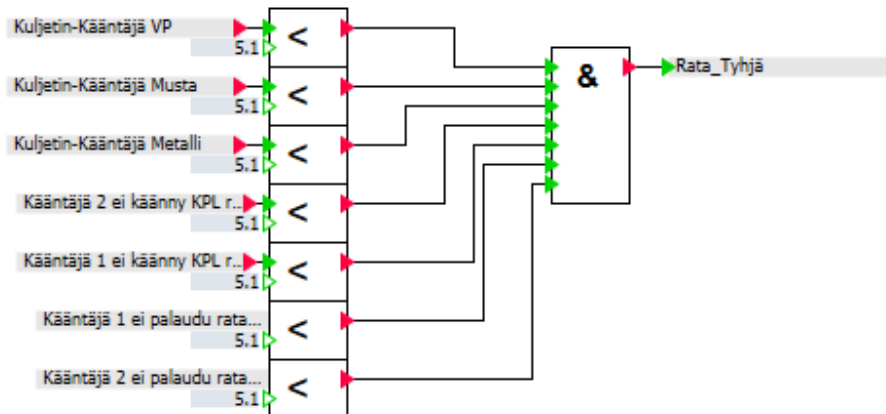 Kuljetin-Kääntäjä VP
<
5.1
Kuljetin-Kääntäjä Musta
<
5.1
Kuljetin-Kääntäjä Metalli
<
5.1
Kääntäjä 2 ei käänny KPL r...
<
5.1
Kääntäjä 1 ei käänny KPL r...
<
5.1
Kääntäjä 1 ei palaudu rata...
<
5.1
Kääntäjä 2 ei palaudu rata...
<
5.1
&
Rata_Tyhjä